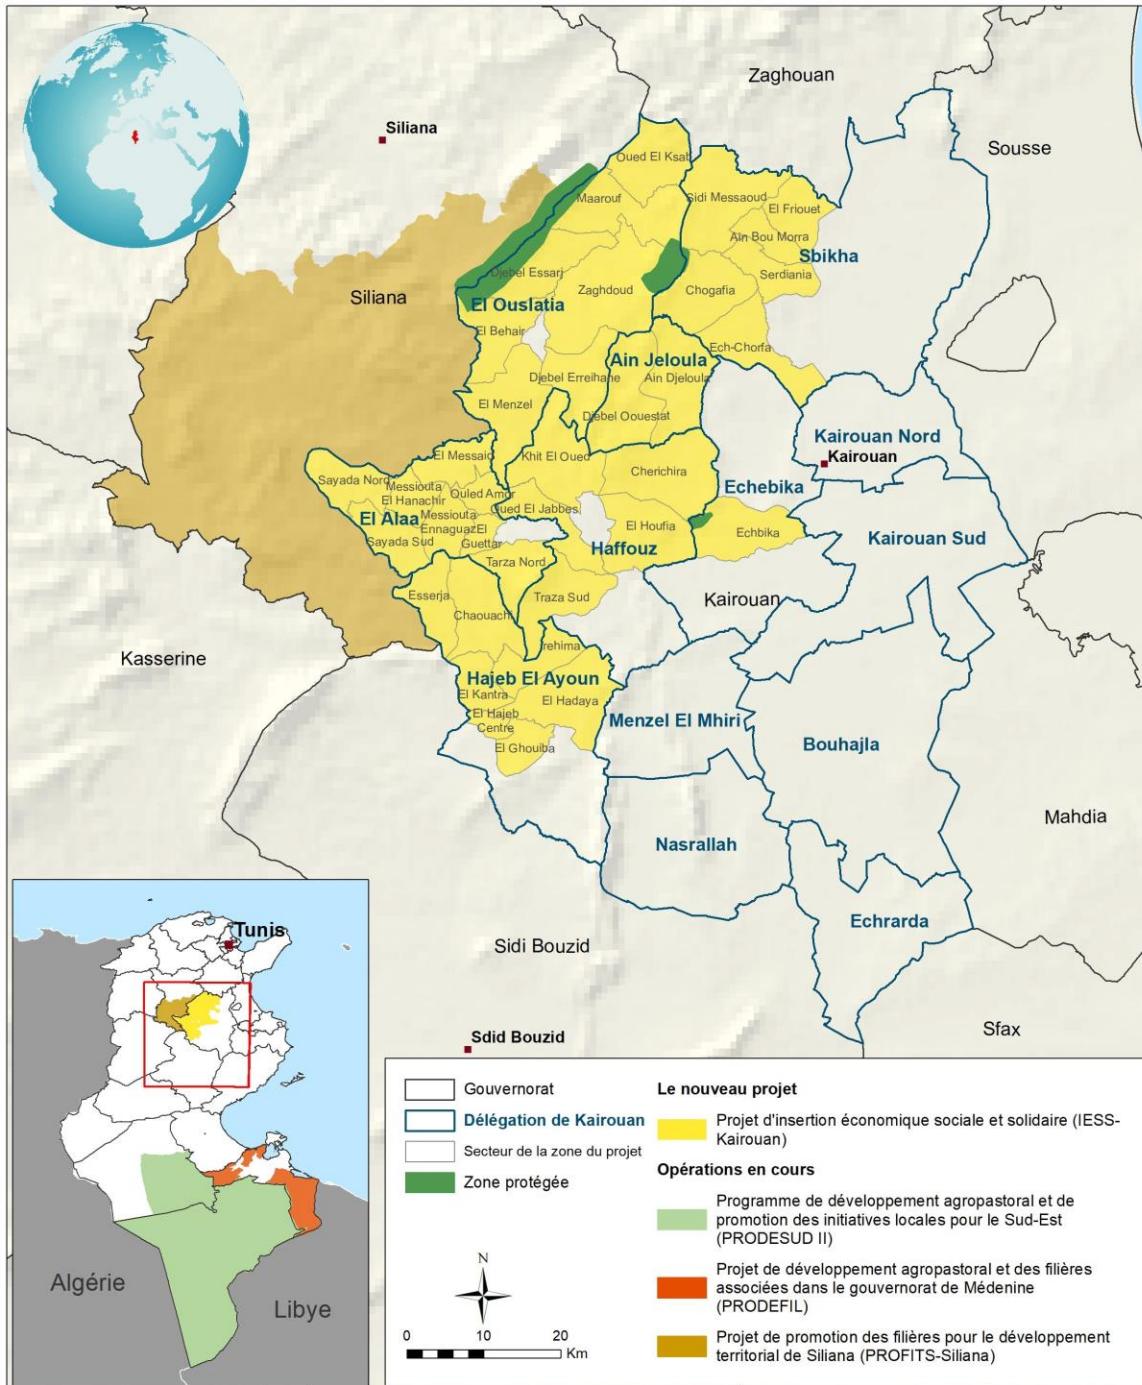 Zaghouan
Siliana
Sousse
Oued El Ksab
Maarouf
Sidi Messaoud
El Friouet
Ain Bou Morra
Sbikha
Serdiania
Djebel Essarj
Zaghdoud
Chogafia
Siliana
El Ouslatia
El Behair
Ech-Chorfa
Ain Jeloula
Djebel Erreihane
Ain Djeloula
El Menzel
Djebel Oouestat
Kairouan Nord
Kairouan
El Messaid
Khit El Oued
Cherichira
Sayada Nord
Messiouta
El Hanachir
Ouled Amor
Echebika
Oued El Jabbes
El Alaa
Messiouta
Ennaguaz
El
Guettar
El Houfia
Echbika
Sayada Sud
Haffouz
Kairouan Sud
Tarza Nord
Esserja
Traza Sud
Kairouan
Chaouachi
Kasserine
Hajeb El Ayoun
El Kantra
El Hadaya
El Hajeb
Centre
Menzel El Mhiri
El Ghouiba
Bouhajla
Mahdia
Nasrallah
Echrarda
Sidi Bouzid
Sfax
Sdid Bouzid
Tunis
Algérie
Libye
Gouvernorat
Délégation de Kairouan
Secteur de la zone du projet
Zone protégée
N
0 10 20
Km
Le nouveau projet
Projet d'insertion économique sociale et solidaire (IESS-
Kairouan)
Opérations en cours
Programme de développement agropastoral et de
promotion des initiatives locales pour le Sud-Est
(PRODESUD II)
Projet de développement agropastoral et des filières
associées dans le gouvernorat de Médenine
(PRODEFIL)
Projet de promotion des filières pour le développement
territorial de Siliana (PROFITS-Siliana)